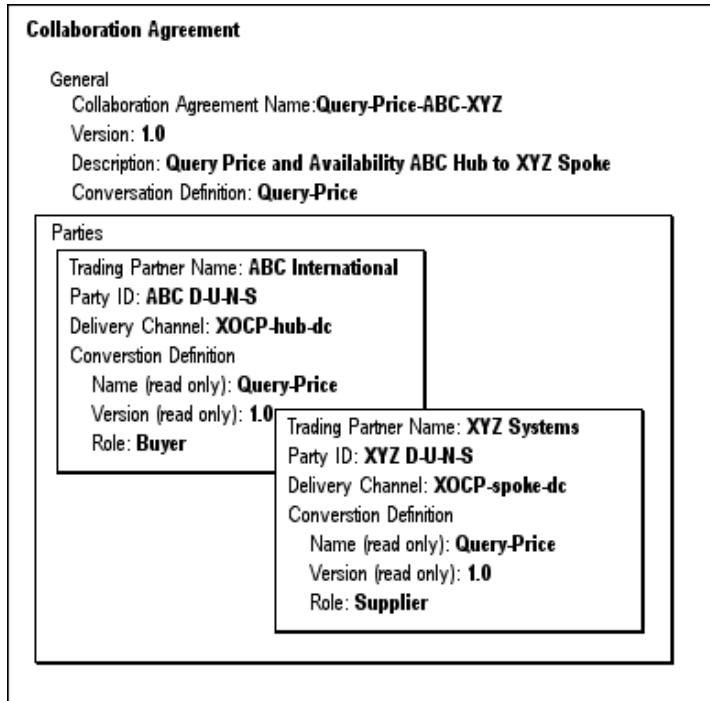 Collaboration Agreement
General
Collaboration Agreement Name:Query-Price-ABC-XYZ
Version: 1.0
Description: Query Price and Availability ABC Hub to XYZ Spoke
Conversation Definition: Query-Price
Parties
Trading Partner Name: ABC International
Party ID: ABC D-U-N-S
Delivery Channel: XOCP-hub-dc
Converstion Definition
Name (read only): Query-Price
Version (read only): 1.0
Role: Buyer
Trading Partner Name: XYZ Systems
Party ID: XYZ D-U-N-S
Delivery Channel: XOCP-spoke-dc
Converstion Definition
Name (read only): Query-Price
Version (read only): 1.0
Role: Supplier